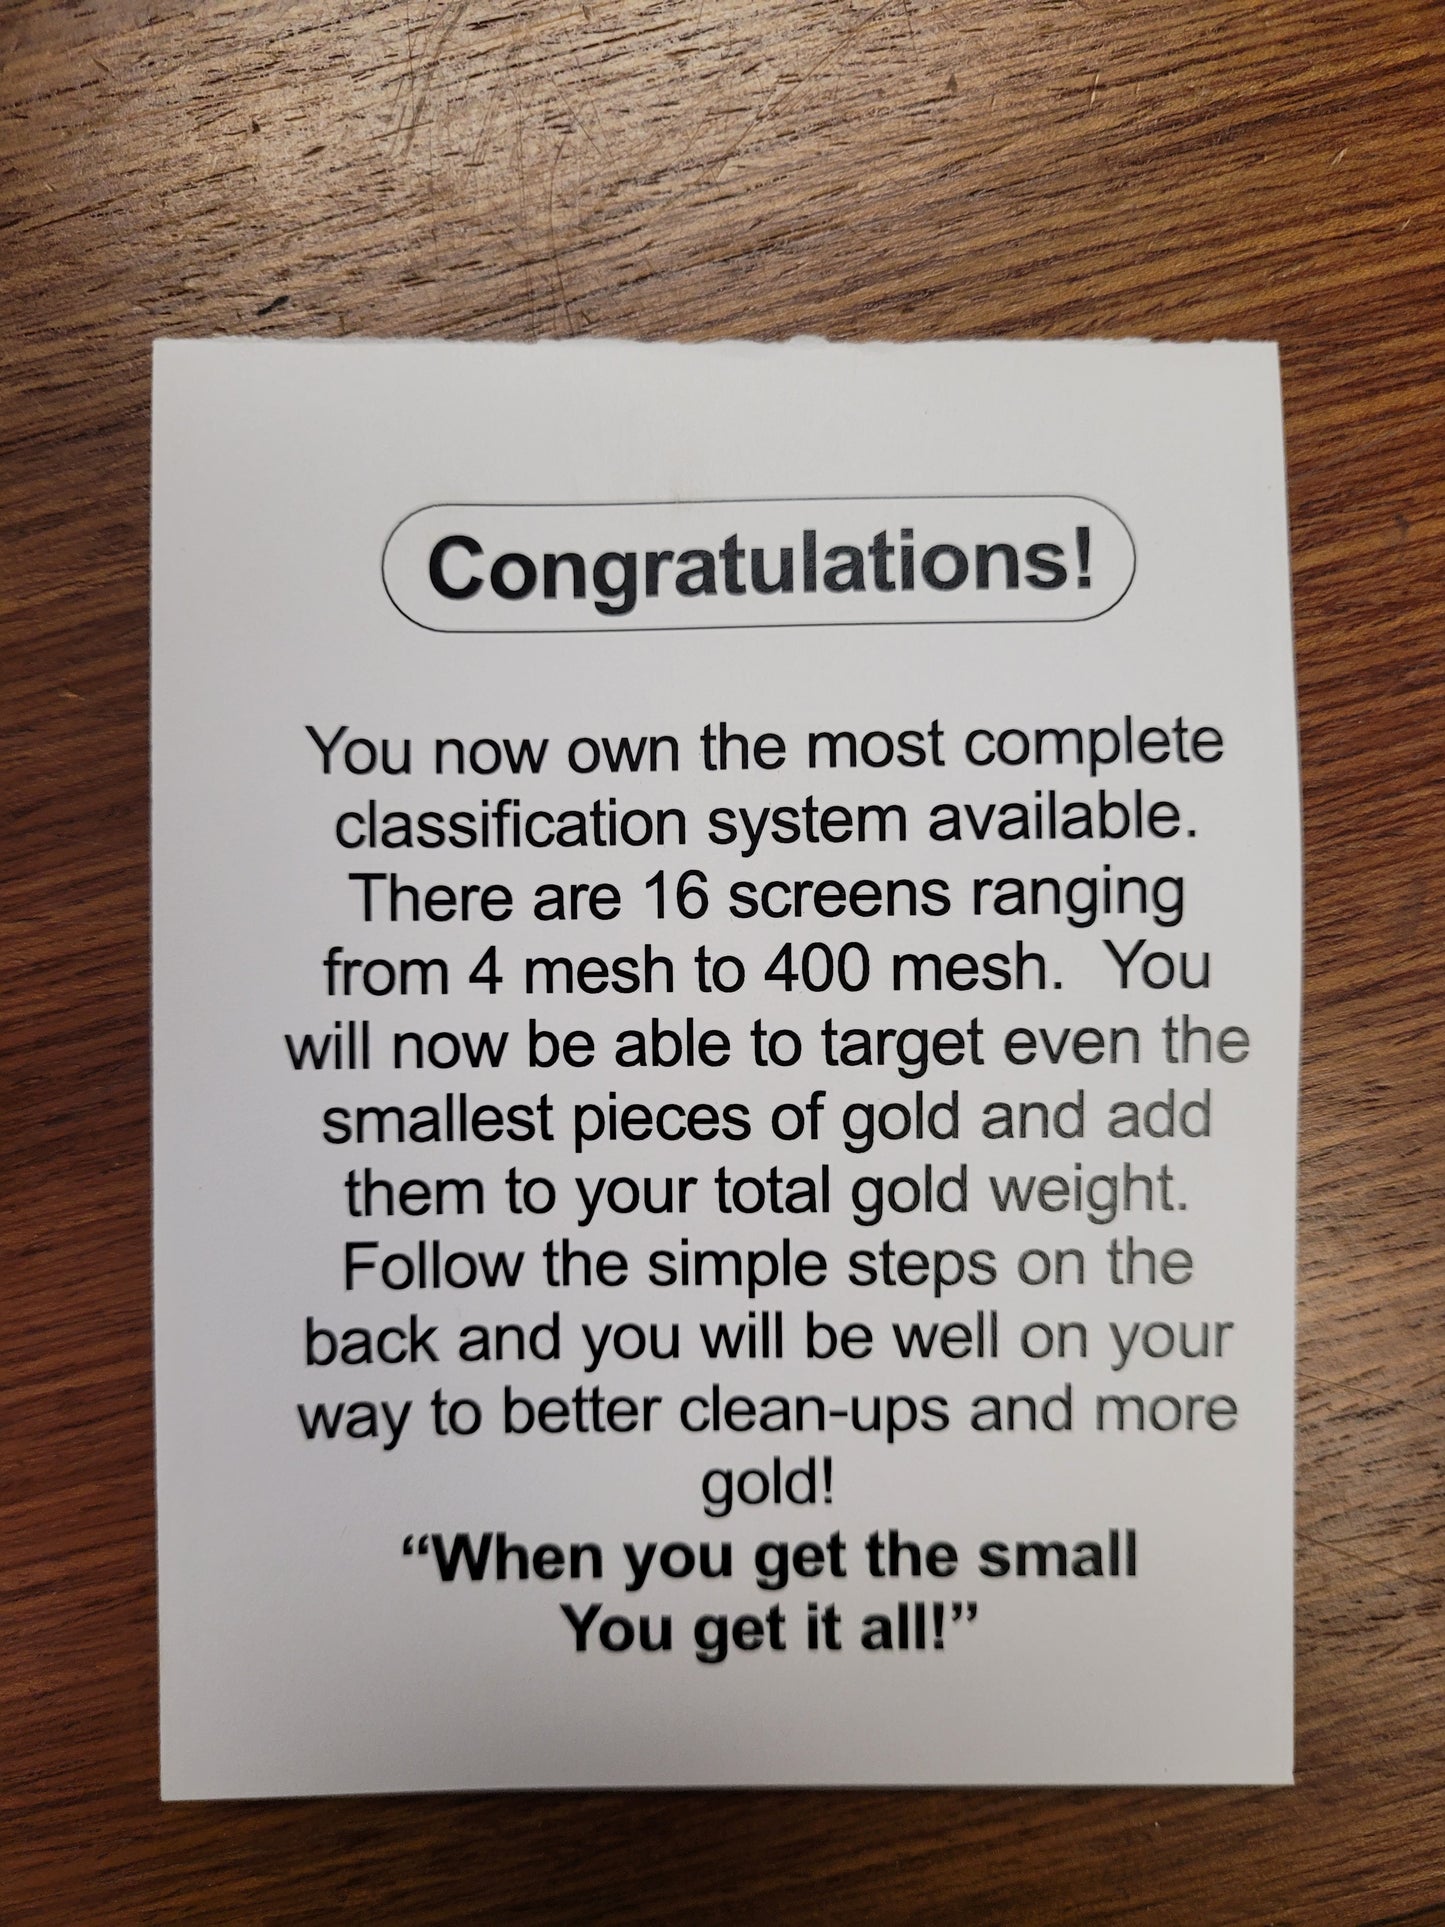 Congratulations!
You now own the most complete
classification system available.
There are 16 screens ranging
from 4 mesh to 400 mesh.  You
will now be able to target even the
smallest pieces of gold and add
them to your total gold weight.
Follow the simple steps on the
back and you will be well on your
way to better clean-ups and more
gold!
“When you get the small
You get it all!”